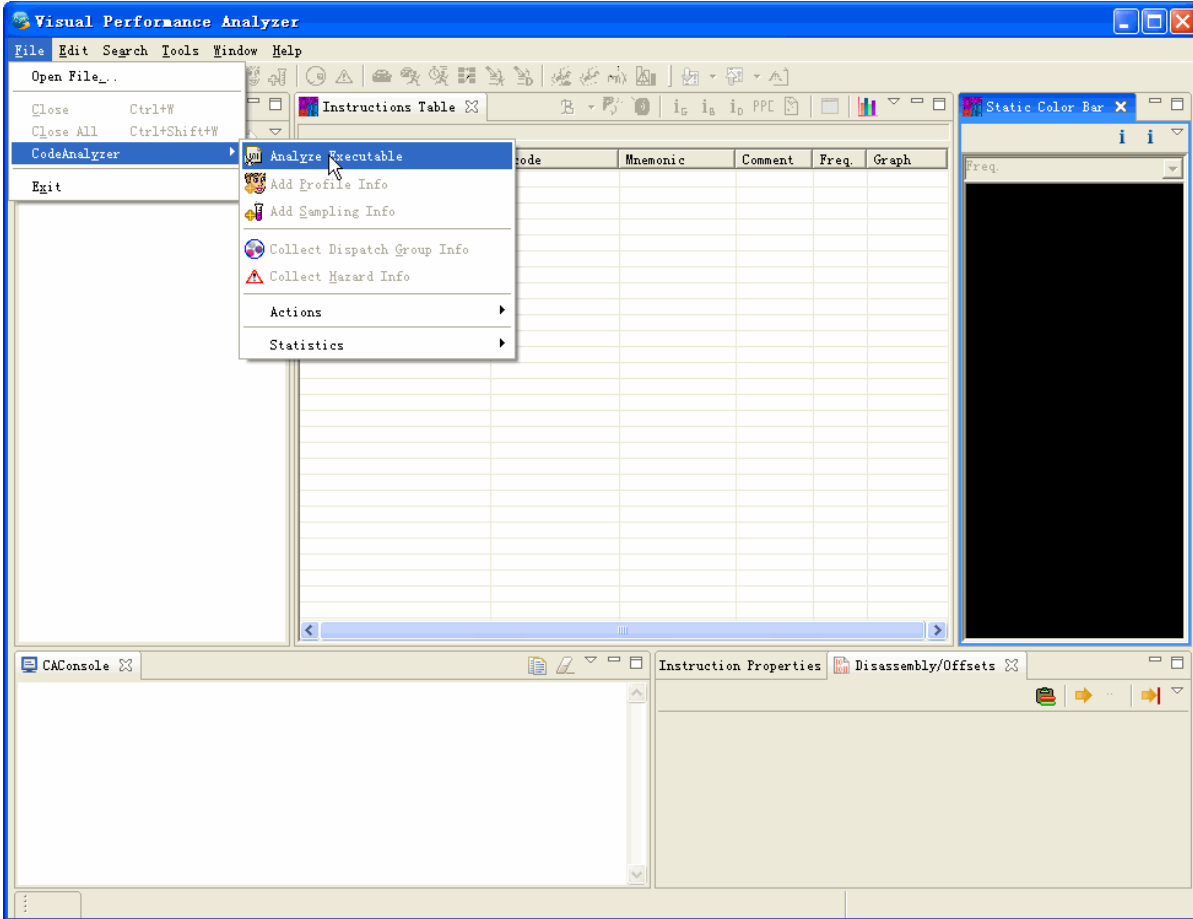 Visual Performance Analyzer
File Edit Search Tools Window Help
Open File...
Close Ctrl+W
Close All Ctrl+Shift+W
CodeAnalyzer
Exit
Analyze Executable
Add Profile Info
Add Sampling Info
Collect Dispatch Group Info
Collect Hazard Info
Actions
Statistics
Instructions Table
PPC
code Mnemonic Comment Freq. Graph
Static Color Bar
i i
Freq.
CAConsole
Instruction Properties Disassembly/Offsets